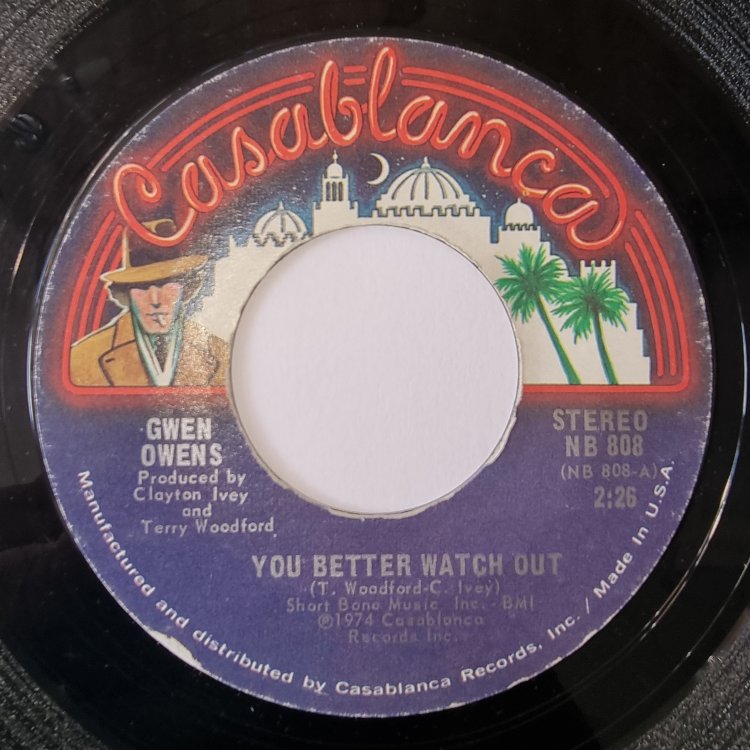 Casablanca
GWEN
OWENS
Produced by
Clayton Ivey
and
Terry Woodford
STEREO
NB 808
(NB 808-A)
2:26
YOU BETTER WATCH OUT
(T. Woodford-C. Ivey)
Short Bone Music, Inc. - BMI
℗1974 Casablanca
Records Inc.
Manufactured and distributed by Casablanca Records, Inc. / Made In U.S.A.